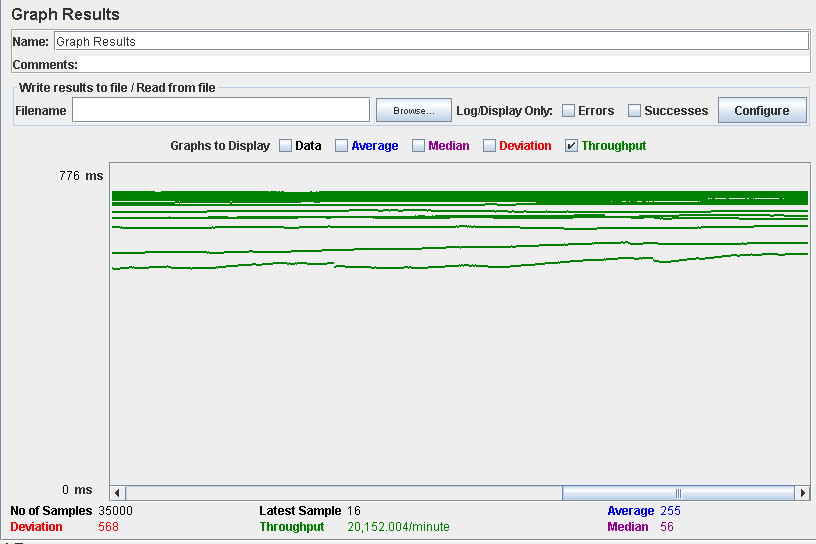 Graph Results
Name: Graph Results
Comments:
Write results to file / Read from file
Filename Browse... Log/Display Only: Errors Successes Configure
Graphs to Display Data Average Median Deviation Throughput
776 ms
0 ms
No of Samples 35000 Latest Sample 16 Average 255
Deviation 568 Throughput 20,152.004/minute Median 56